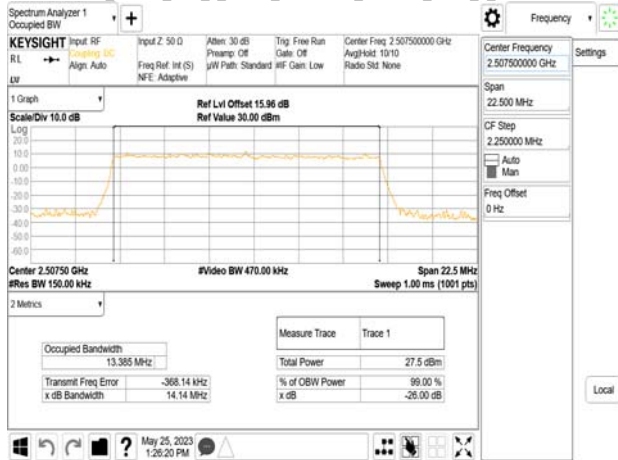 Spectrum Analyzer 1
Occupied BW
Frequency
KEYSIGHT
RL
LXI
Input: RF
Coupling: DC
Align: Auto
Input Z: 50 Ω
Freq Ref: Int (S)
NFE: Adaptive
Atten: 30 dB
Preamp: Off
µW Path: Standard
Trig: Free Run
Gate: Off
#IF Gain: Low
Center Freq: 2.507500000 GHz
Avg|Hold: 10/10
Radio Std: None
Center Frequency
2.507500000 GHz
Settings
Span
22.500 MHz
CF Step
2.250000 MHz
Auto
Man
Freq Offset
0 Hz
Local
1 Graph
Scale/Div 10.0 dB
Ref Lvl Offset 15.96 dB
Ref Value 30.00 dBm
Log
20.0
10.0
0.00
-10.0
-20.0
-30.0
-40.0
-50.0
-60.0
Center 2.50750 GHz
#Res BW 150.00 kHz
#Video BW 470.00 kHz
Span 22.5 MHz
Sweep 1.00 ms (1001 pts)
2 Metrics
Measure Trace Trace 1
Occupied Bandwidth
13.385 MHz
Total Power 27.5 dBm
Transmit Freq Error -368.14 kHz
% of OBW Power 99.00 %
x dB Bandwidth 14.14 MHz
x dB -26.00 dB
May 25, 2023
1:26:20 PM